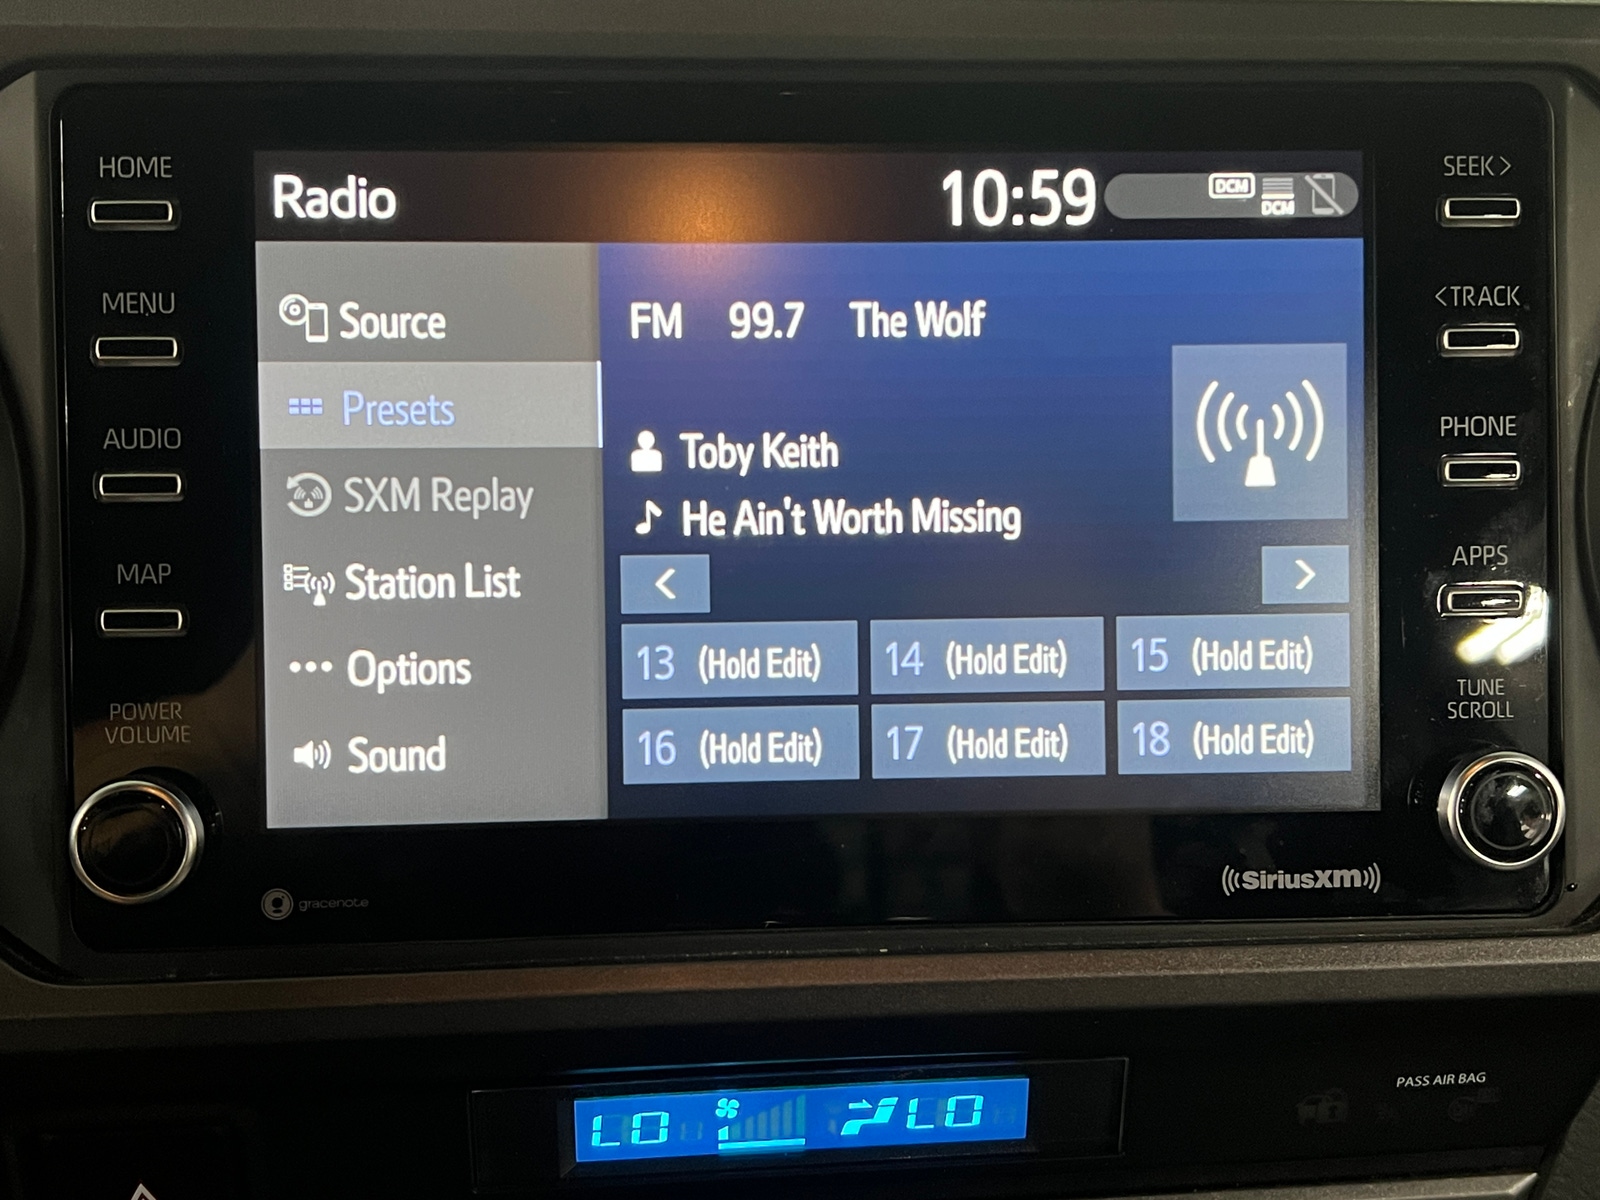 HOME
MENU
AUDIO
MAP
POWER
VOLUME
Radio
10:59
DCM
DCM
Source
Presets
SXM Replay
Station List
Options
Sound
FM 99.7 The Wolf
Toby Keith
He Ain't Worth Missing
< >
13 (Hold Edit) 14 (Hold Edit) 15 (Hold Edit)
16 (Hold Edit) 17 (Hold Edit) 18 (Hold Edit)
SEEK>
<TRACK
PHONE
APPS
TUNE
SCROLL
gracenote
SiriusXM
LO LO
PASS AIR BAG